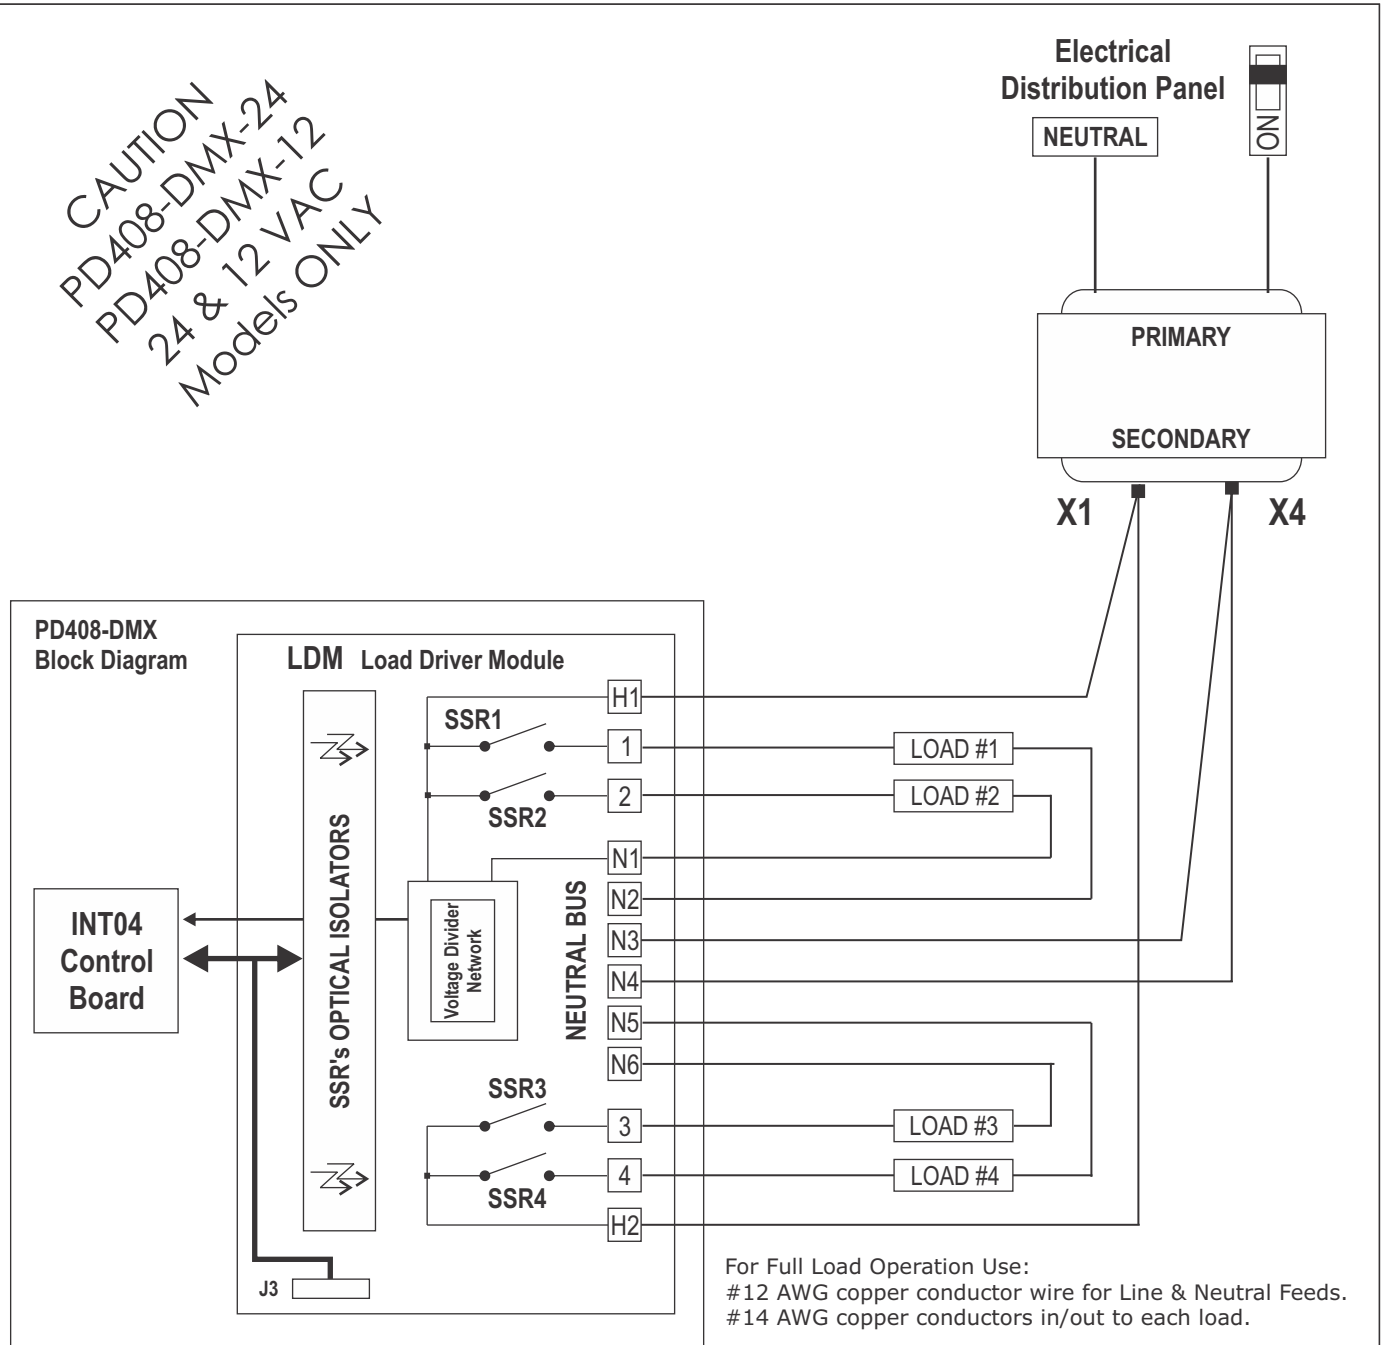 CAUTION
PD408-DMX-24
PD408-DMX-12
24 & 12 VAC
Models ONLY
Electrical
Distribution Panel
NEUTRAL
ON
PRIMARY
SECONDARY
X1
X4
PD408-DMX
Block Diagram
LDM Load Driver Module
H1
SSR1
1
LOAD #1
2
LOAD #2
SSR2
SSR's OPTICAL ISOLATORS
N1
N2
N3
N4
N5
N6
NEUTRAL BUS
Voltage Divider
Network
INT04
Control
Board
SSR3
3
LOAD #3
4
LOAD #4
SSR4
H2
J3
For Full Load Operation Use:
#12 AWG copper conductor wire for Line & Neutral Feeds.
#14 AWG copper conductors in/out to each load.